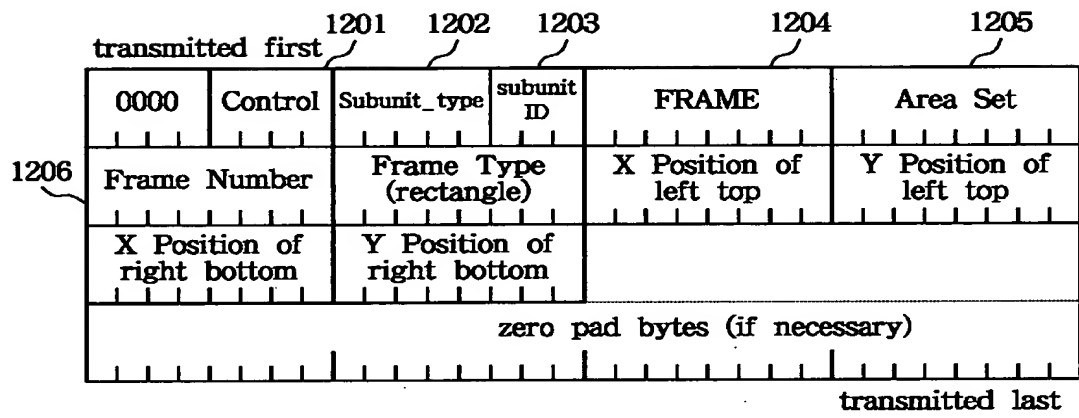 1201 1202 1203 1204 1205
transmitted first
0000 Control Subunit_type subunit ID FRAME Area Set
1206
Frame Number Frame Type (rectangle) X Position of left top Y Position of left top
X Position of right bottom Y Position of right bottom
zero pad bytes (if necessary)
transmitted last